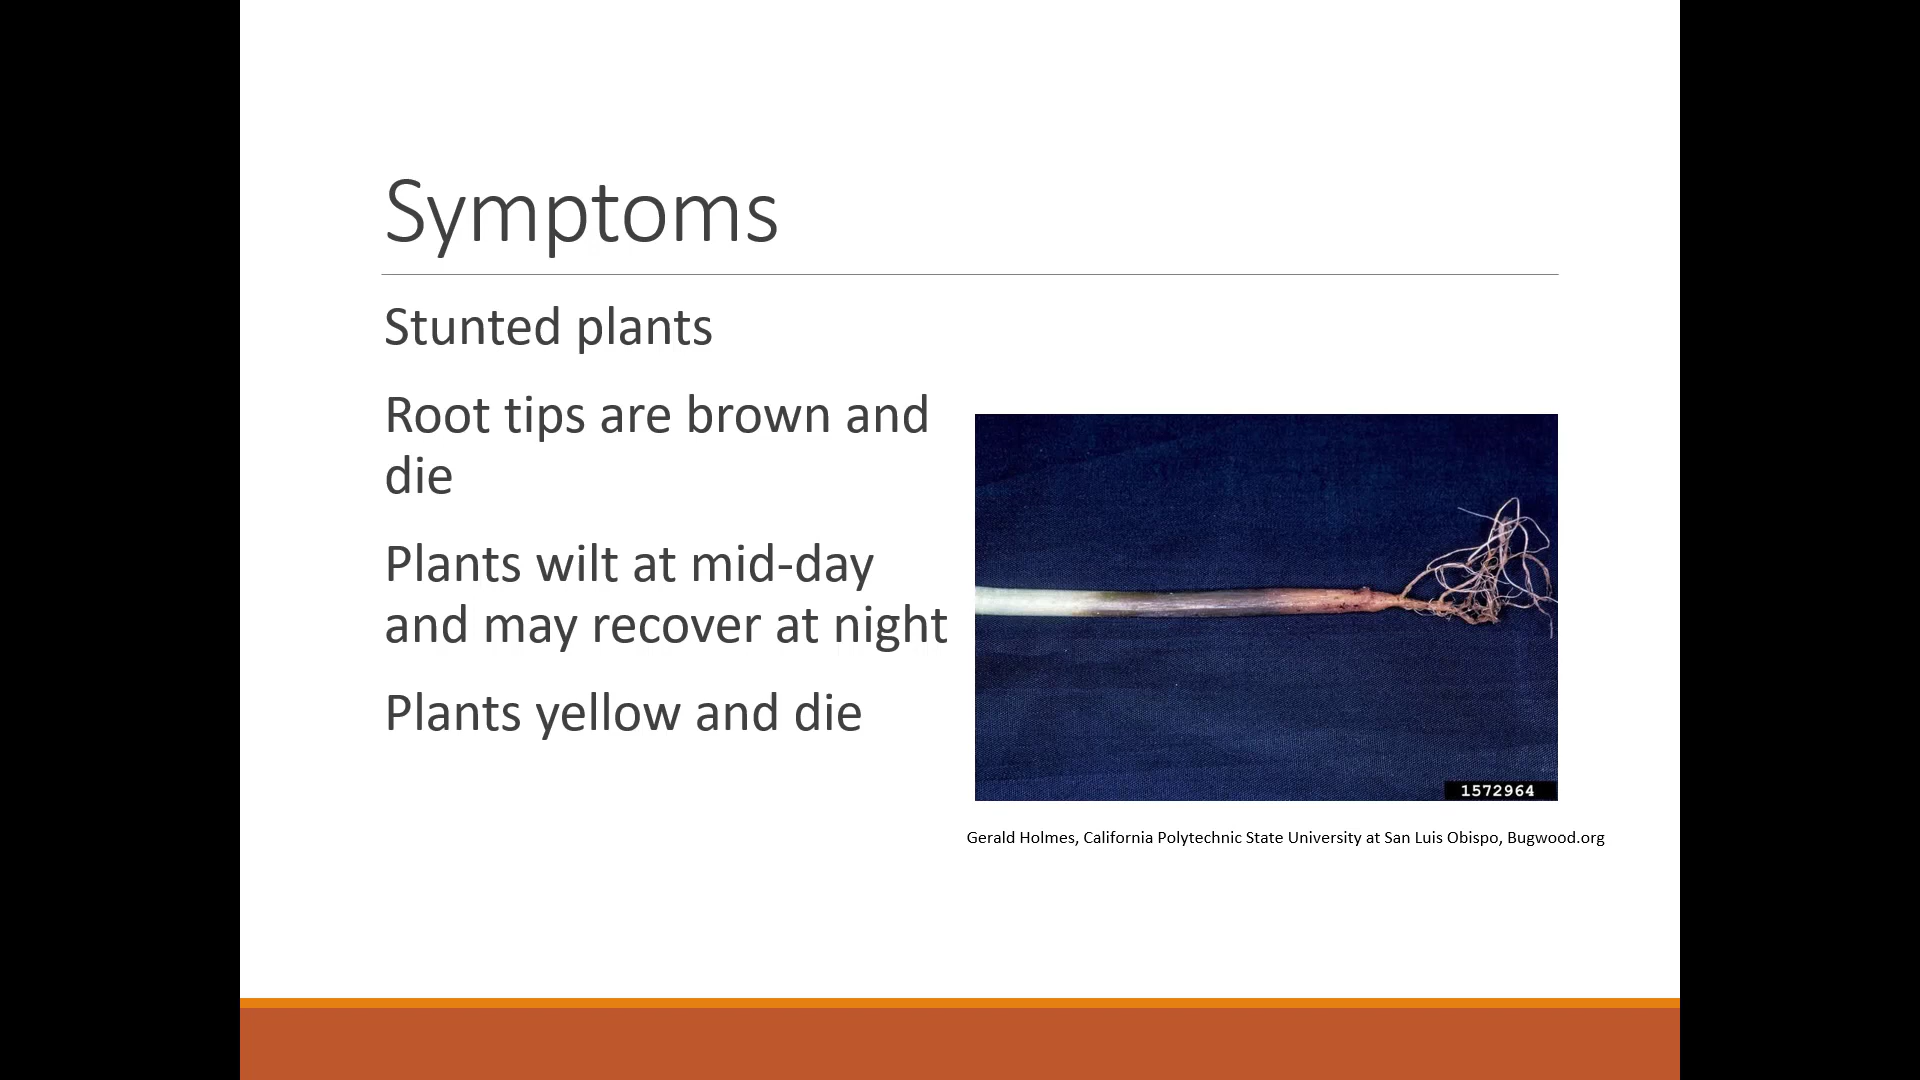 Symptoms
Stunted plants
Root tips are brown and
die
Plants wilt at mid-day
and may recover at night
Plants yellow and die
1572964
Gerald Holmes, California Polytechnic State University at San Luis Obispo, Bugwood.org